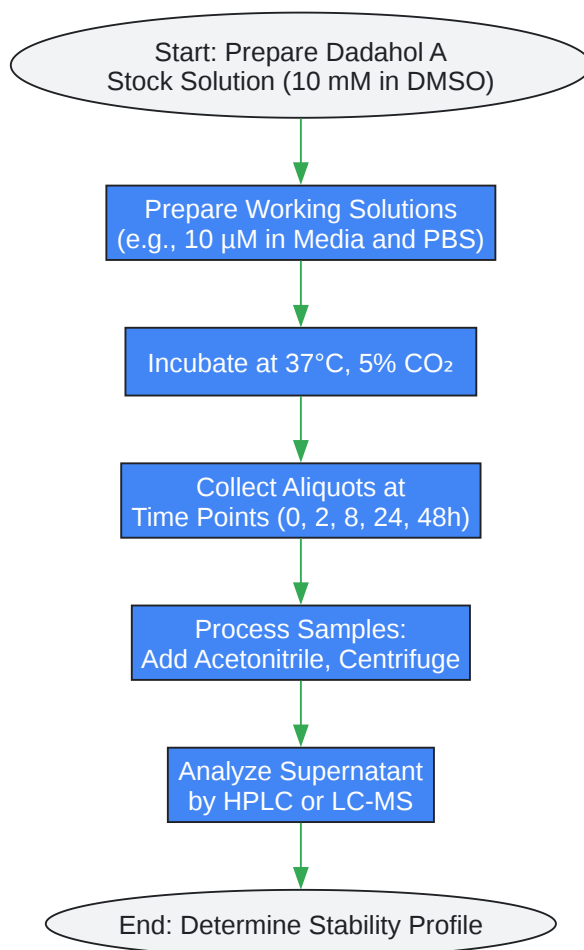 Start: Prepare Dadahol A
Stock Solution (10 mM in DMSO)
Prepare Working Solutions
(e.g., 10 µM in Media and PBS)
Incubate at 37°C, 5% CO₂
Collect Aliquots at
Time Points (0, 2, 8, 24, 48h)
Process Samples:
Add Acetonitrile, Centrifuge
Analyze Supernatant
by HPLC or LC-MS
End: Determine Stability Profile